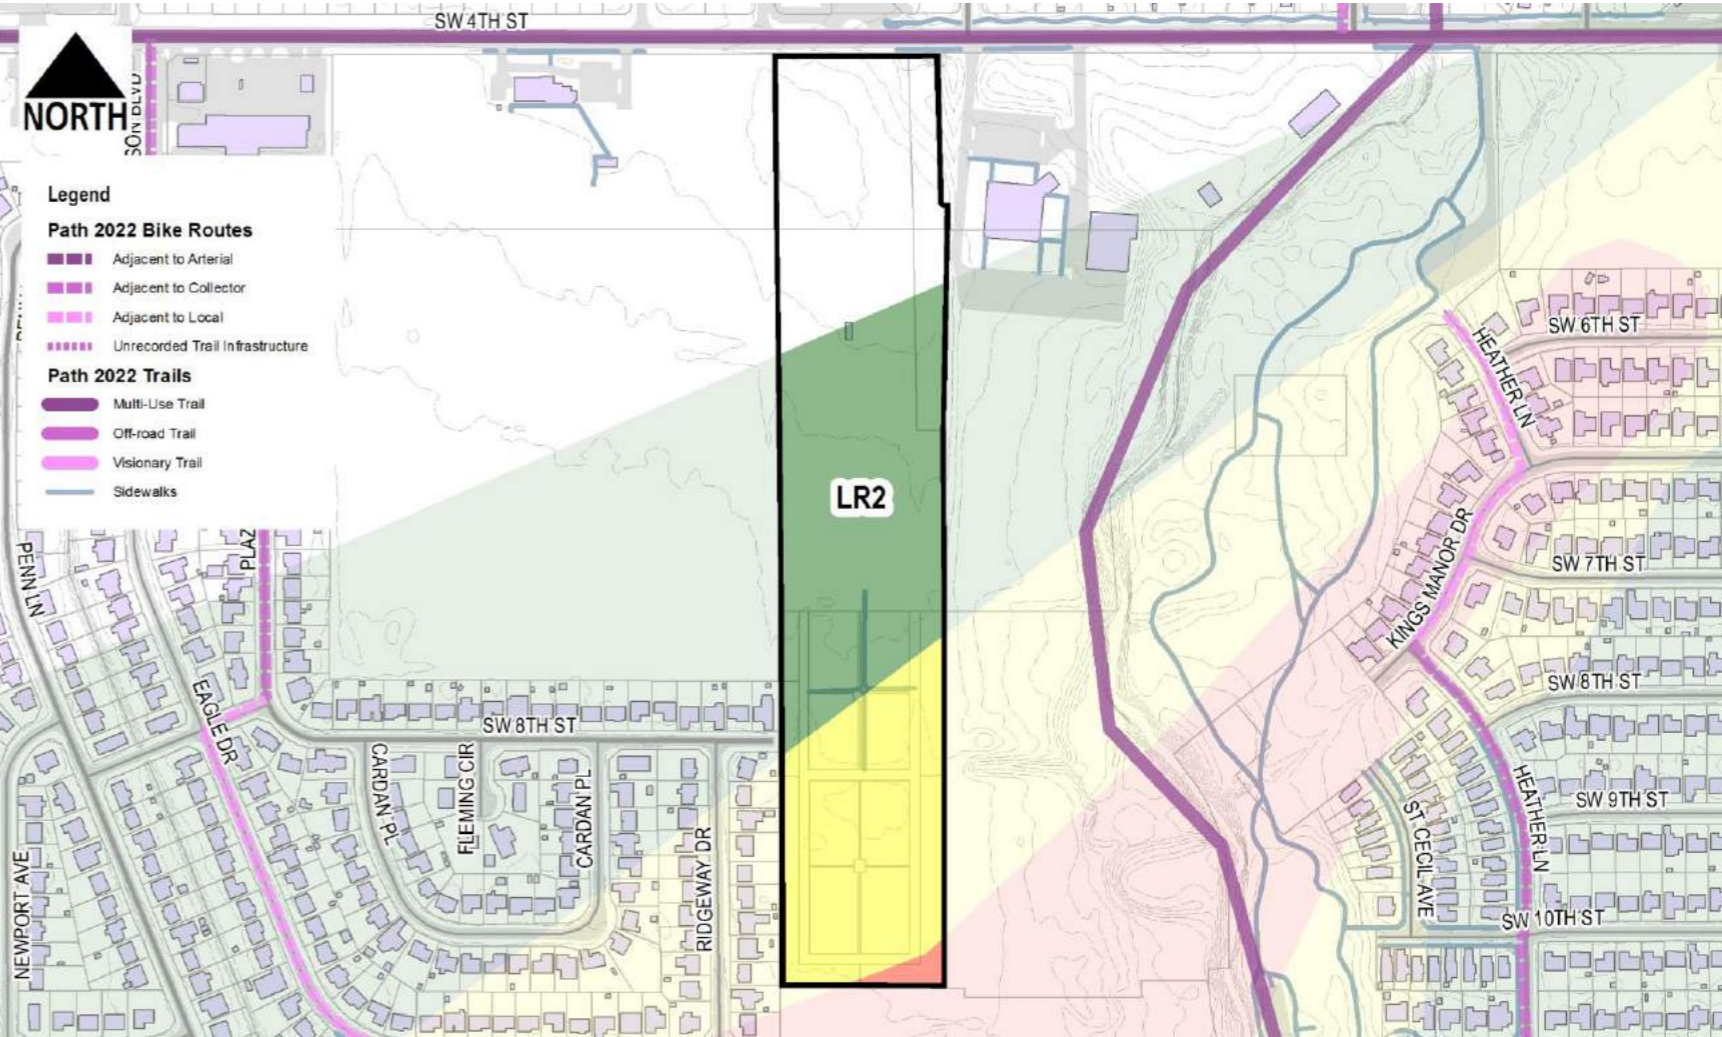 SW 4TH ST
NORTH
SON BLVD
Legend
Path 2022 Bike Routes
Adjacent to Arterial
Adjacent to Collector
Adjacent to Local
Unrecorded Trail Infrastructure
Path 2022 Trails
Multi-Use Trail
Off-road Trail
Visionary Trail
Sidewalks
LR2
SW 6TH ST
HEATHER LN
KINGS MANOR DR
SW 7TH ST
PENN LN
PLAZ
EAGLE DR
SW 8TH ST
SW 8TH ST
CARDAN PL
FLEMING CIR
CARDAN PL
RIDGEWAY DR
NEWPORT AVE
HEATHER LN
SW 9TH ST
ST CECIL AVE
SW 10TH ST